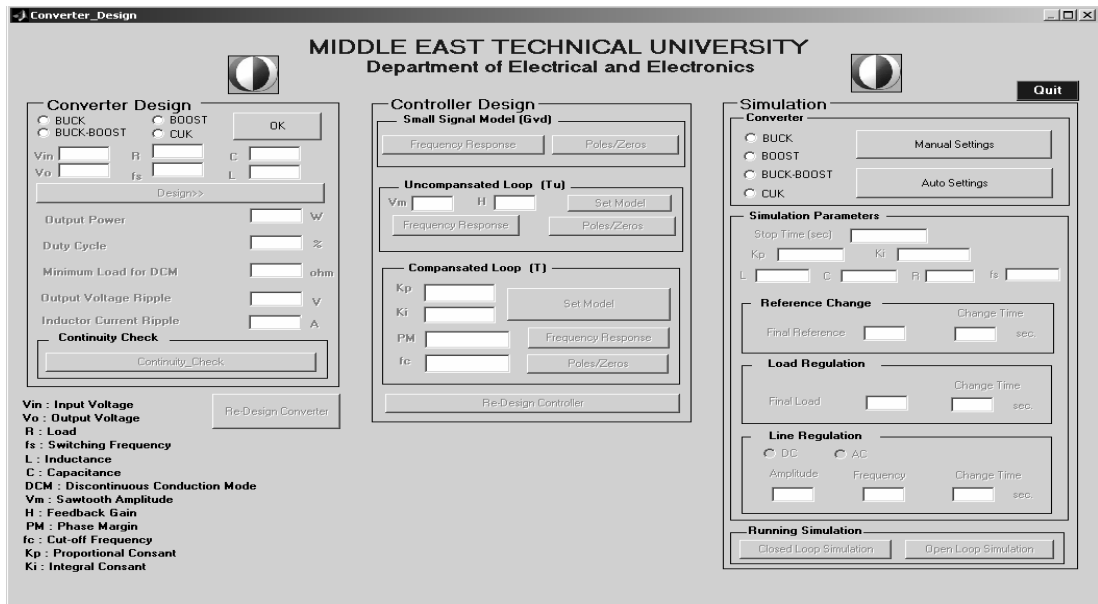 Converter_Design
MIDDLE EAST TECHNICAL UNIVERSITY
Department of Electrical and Electronics
Quit
Converter Design
BUCK
BOOST
BUCK-BOOST
CUK
OK
Vin
R
C
Vo
fs
L
Design>>
Output Power
W
Duty Cycle
%
Minimum Load for DCM
ohm
Output Voltage Ripple
V
Inductor Current Ripple
A
Continuity Check
Continuity_Check
Re-Design Converter
Vin : Input Voltage
Vo : Output Voltage
R : Load
fs : Switching Frequency
L : Inductance
C : Capacitance
DCM : Discontinuous Conduction Mode
Vm : Sawtooth Amplitude
H : Feedback Gain
PM : Phase Margin
fc : Cut-off Frequency
Kp : Proportional Consant
Ki : Integral Consant
Controller Design
Small Signal Model (Gvd)
Frequency Response
Poles/Zeros
Uncompansated Loop (Tu)
Vm
H
Set Model
Frequency Response
Poles/Zeros
Compansated Loop (T)
Kp
Ki
Set Model
PM
Frequency Response
fc
Poles/Zeros
Re-Design Controller
Simulation
Converter
BUCK
BOOST
BUCK-BOOST
CUK
Manual Settings
Auto Settings
Simulation Parameters
Stop Time (sec)
Kp
Ki
L
C
R
fs
Reference Change
Change Time
Final Reference
sec.
Load Regulation
Change Time
Final Load
sec.
Line Regulation
DC
AC
Amplitude
Frequency
Change Time
sec.
Running Simulation
Closed Loop Simulation
Open Loop Simulation